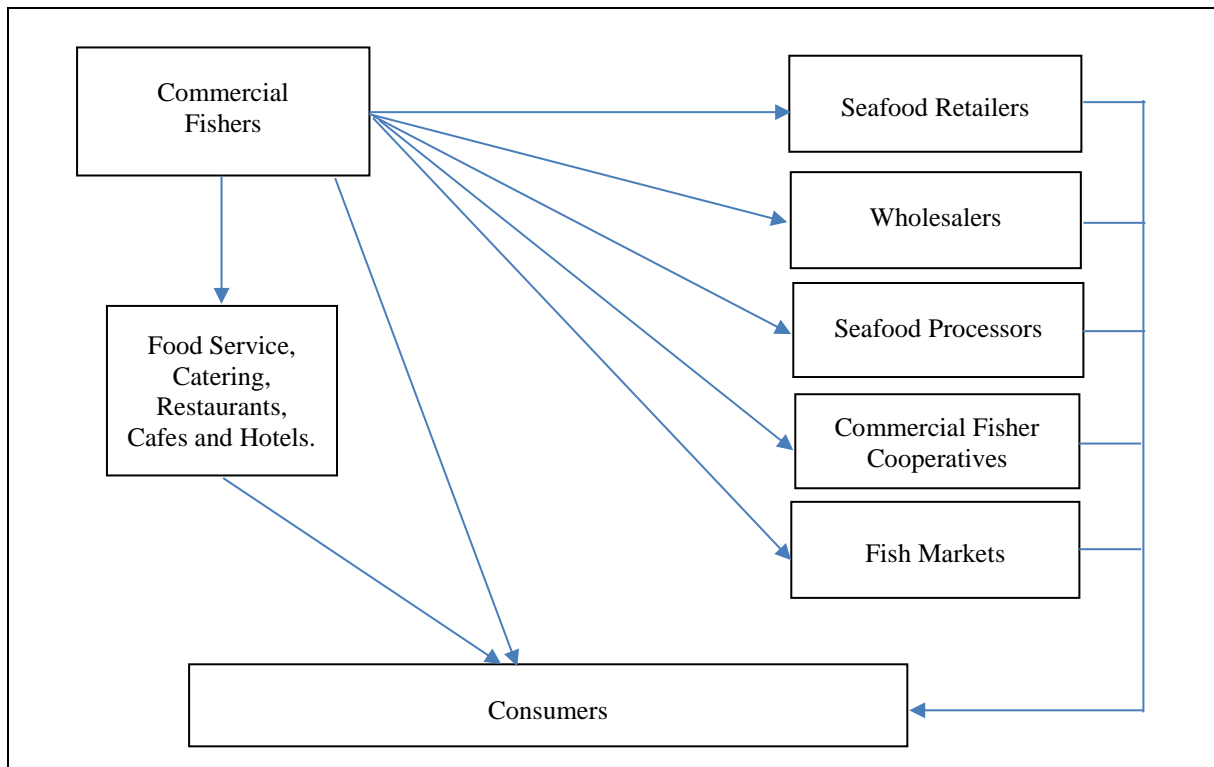 Commercial
Fishers
Seafood Retailers
Wholesalers
Seafood Processors
Commercial Fisher
Cooperatives
Fish Markets
Food Service,
Catering,
Restaurants,
Cafes and Hotels.
Consumers